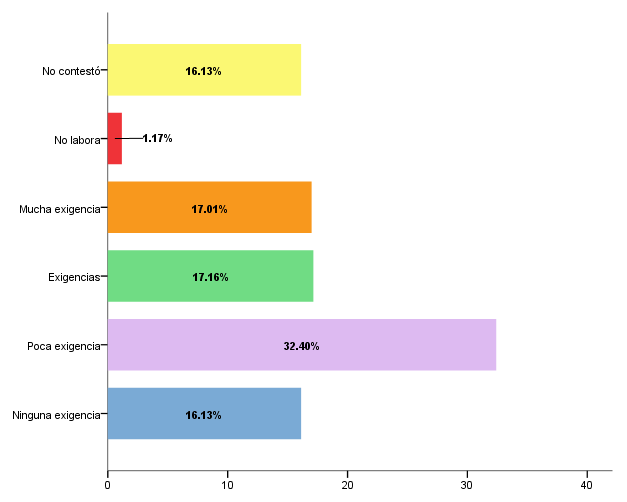 No contestó
16.13%
No labora
1.17%
Mucha exigencia
17.01%
Exigencias
17.16%
Poca exigencia
32.40%
Ninguna exigencia
16.13%
0
10
20
30
40